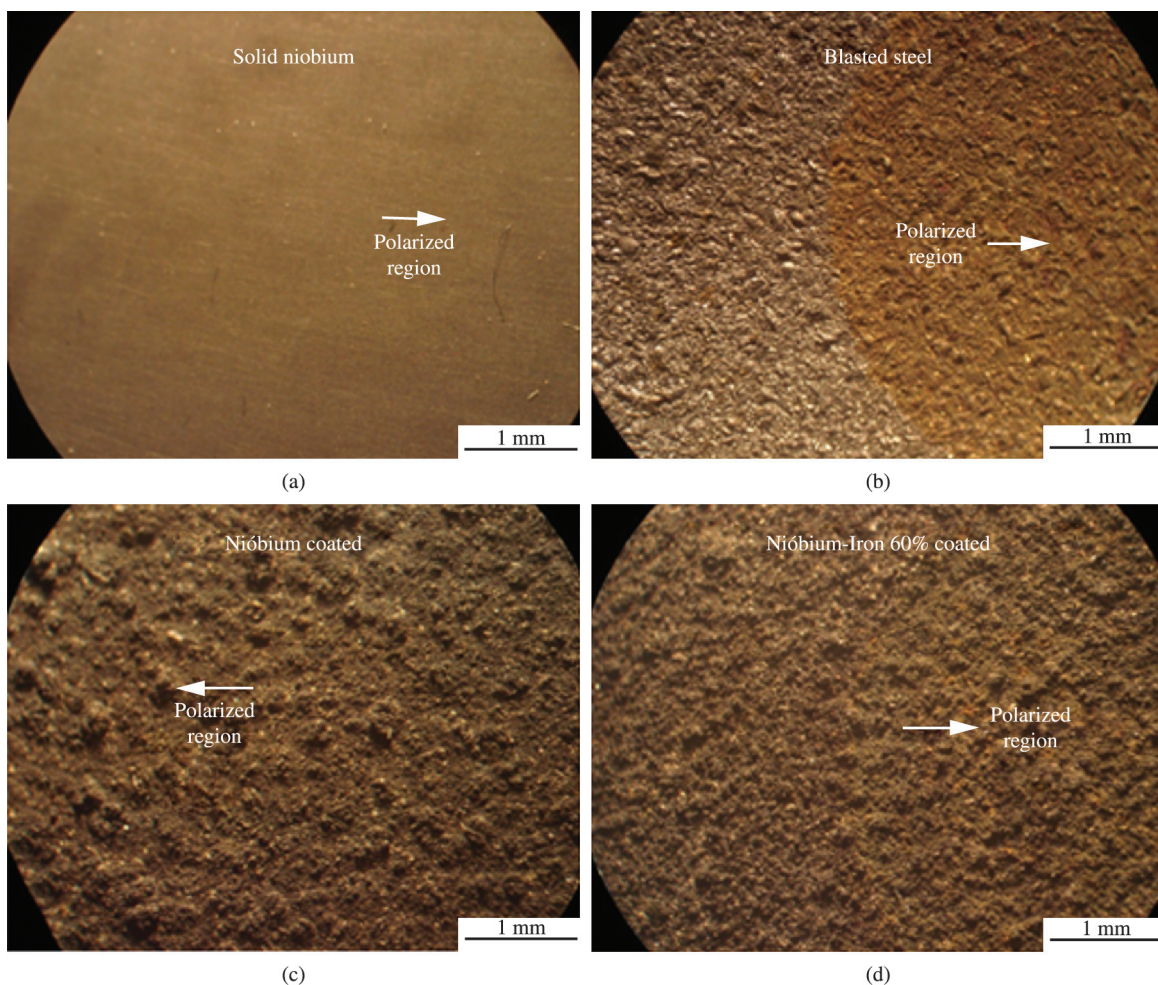 Solid niobium
Polarized
region
1 mm
(a)
Blasted steel
Polarized
region
1 mm
(b)
Nióbium coated
Polarized
region
1 mm
(c)
Nióbium-Iron 60% coated
Polarized
region
1 mm
(d)